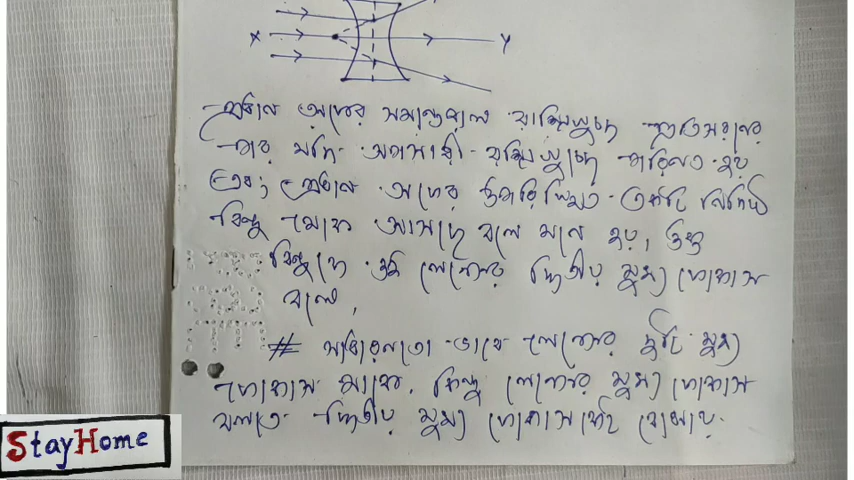 X Y
প্রধান অক্ষের সমান্তরাল রশ্মিগুচ্ছ প্রতিসরণের
পর যদি অপসারী রশ্মিগুচ্ছে পরিণত হয়
এবং প্রধান অক্ষের উপরিস্থিত একটি নির্দিষ্ট
বিন্দু থেকে আসছে বলে মনে হয়, উক্ত
বিন্দুকে ঐ লেন্সের দ্বিতীয় মুখ্য ফোকাস
বলে,
# সাধারণতো ভাবে লেন্সের দুটি মুখ্য
ফোকাস থাকে, কিন্তু লেন্সের মুখ্য ফোকাস
বলতে দ্বিতীয় মুখ্য ফোকাসকেই বোঝায়.
StayHome